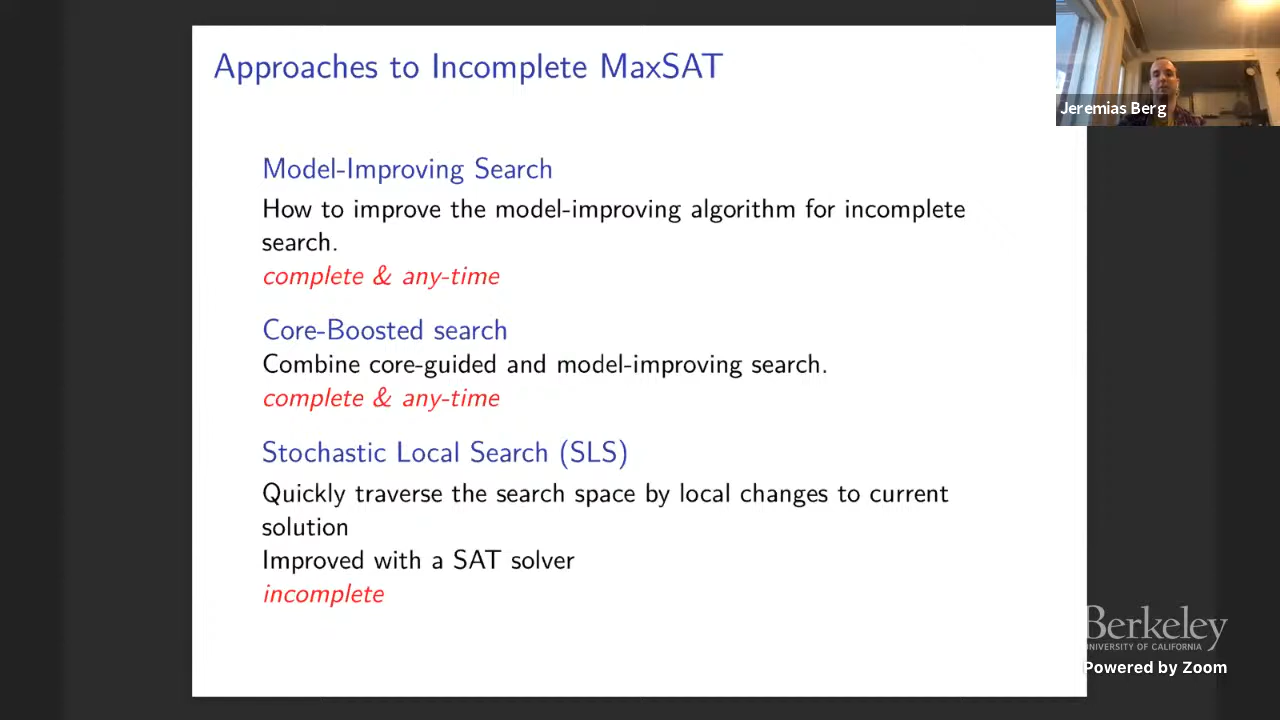 Approaches to Incomplete MaxSAT
Jeremias Berg
Model-Improving Search
How to improve the model-improving algorithm for incomplete
search.
complete & any-time
Core-Boosted search
Combine core-guided and model-improving search.
complete & any-time
Stochastic Local Search (SLS)
Quickly traverse the search space by local changes to current
solution
Improved with a SAT solver
incomplete
Berkeley
UNIVERSITY OF CALIFORNIA
Powered by Zoom